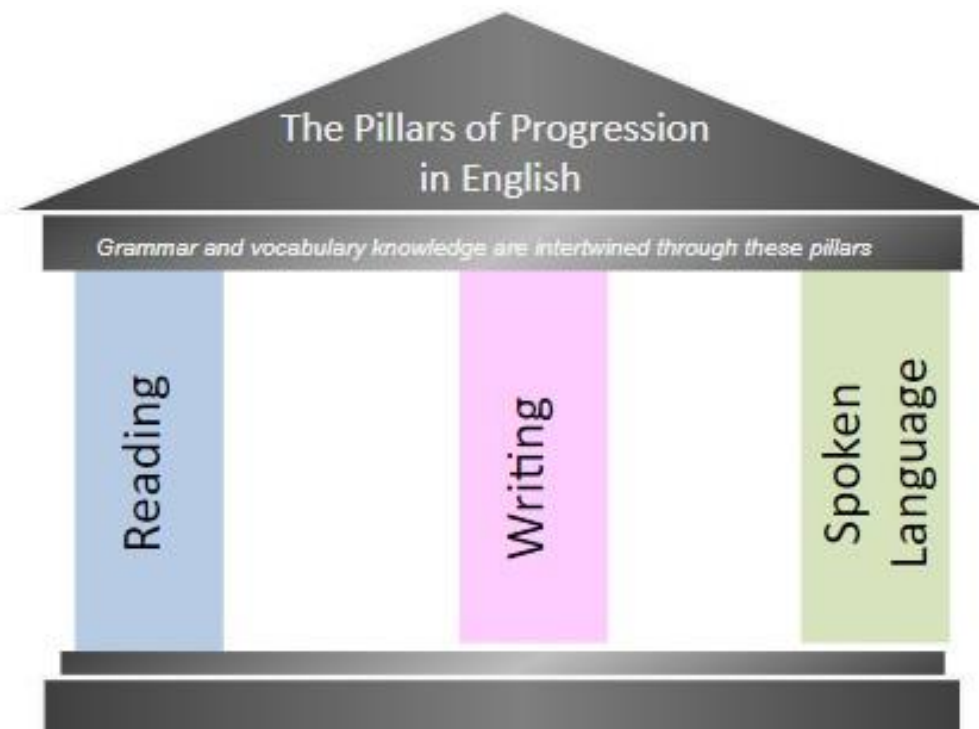 The Pillars of Progression
in English
Grammar and vocabulary knowledge are intertwined through these pillars
Reading
Writing
Spoken
Language